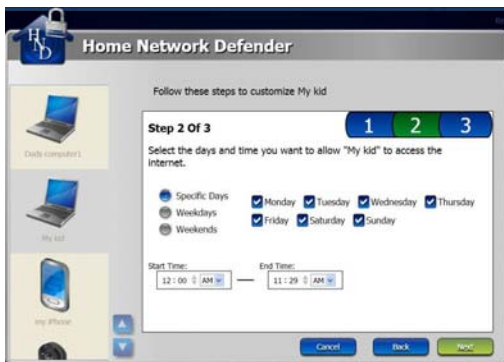 HND
Home Network Defender
Follow these steps to customize My kid
Step 2 Of 3
1 2 3
Select the days and time you want to allow "My kid" to access the
internet.
Specific Days
Weekdays
Weekends
Monday Tuesday Wednesday Thursday
Friday Saturday Sunday
Start Time:
End Time:
12 : 00 AM
11 : 29 AM
Dads computer1
My kid
my iPhone
Cancel Back Next